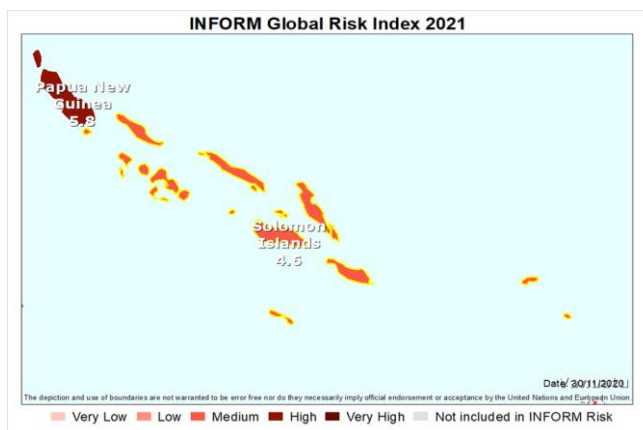 INFORM Global Risk Index 2021
Papua New
Guinea
5.8
Solomon
Islands
4.6
Date: 30/11/2020
The depiction and use of boundaries are not warranted to be error free nor do they necessarily imply official endorsement or acceptance by the United Nations and European Union.
Very Low Low Medium High Very High Not included in INFORM Risk